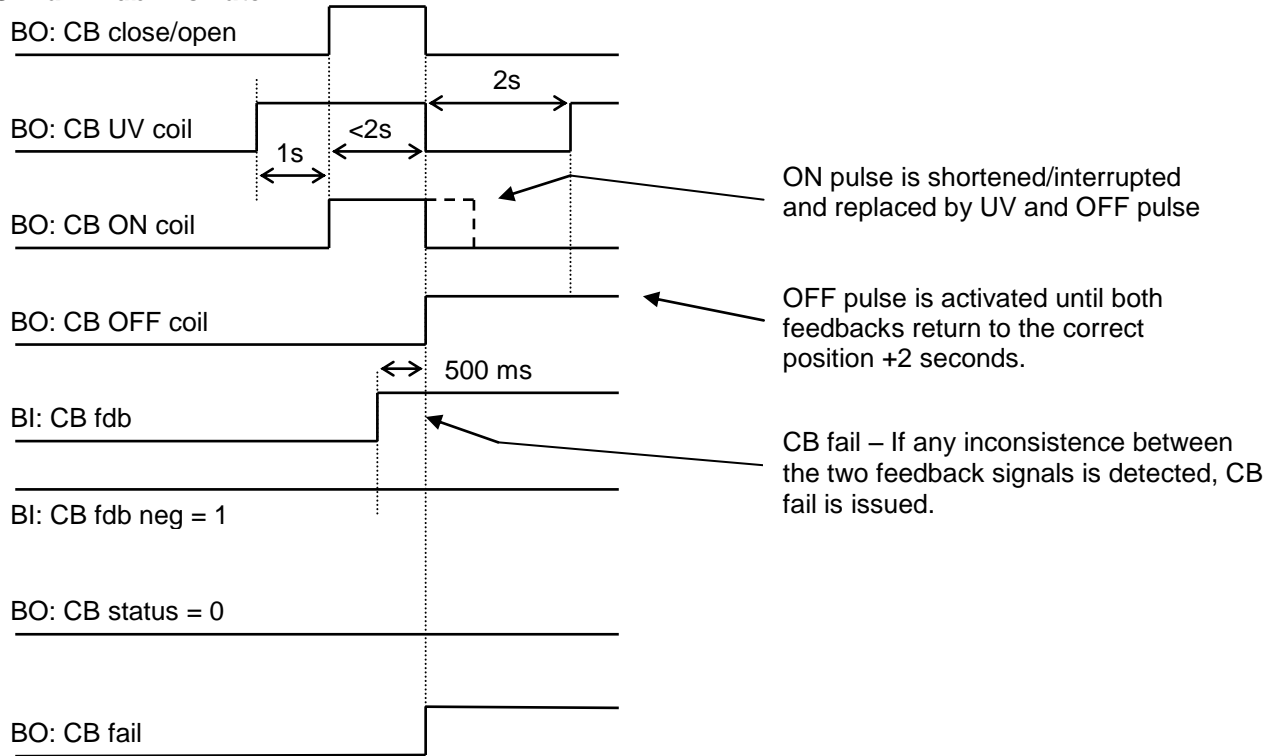 BO: CB close/open
2s
BO: CB UV coil
<2s
1s
ON pulse is shortened/interrupted
and replaced by UV and OFF pulse
BO: CB ON coil
OFF pulse is activated until both
feedbacks return to the correct
position +2 seconds.
BO: CB OFF coil
500 ms
BI: CB fdb
CB fail – If any inconsistence between
the two feedback signals is detected, CB
fail is issued.
BI: CB fdb neg = 1
BO: CB status = 0
BO: CB fail